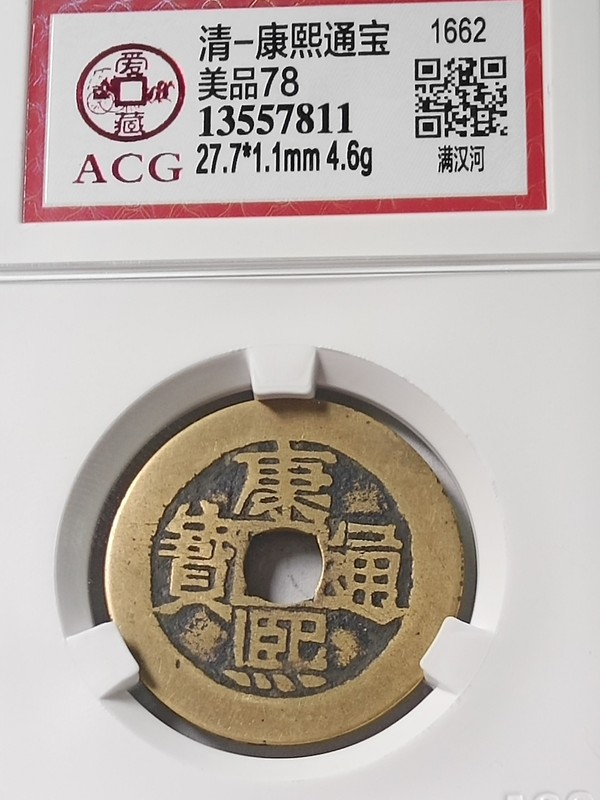 清-康熙通宝
1662
美品78
13557811
27.7*1.1mm 4.6g
满汉河
爱藏
ACG
康熙通寶